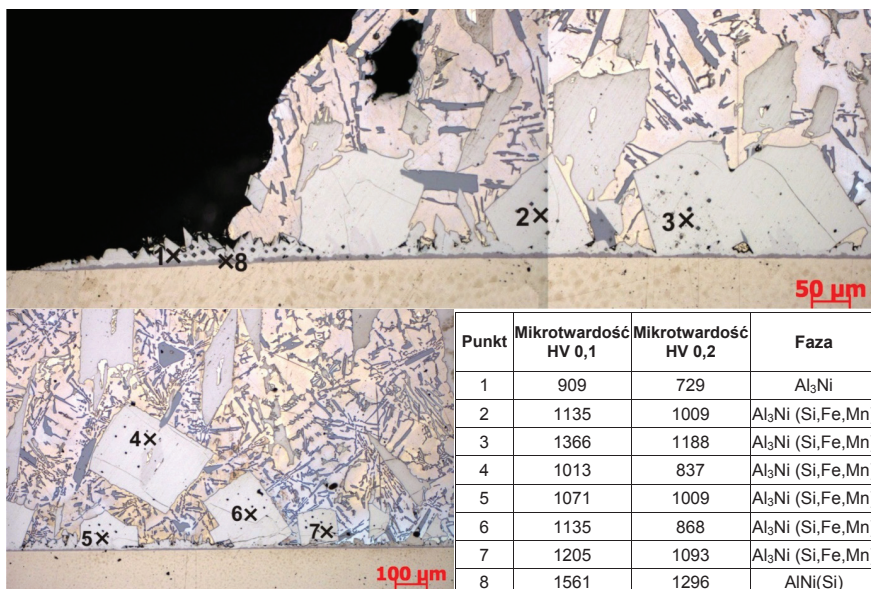 2×
3×
1×
×8
50 µm
4×
6×
5×
7×
100 µm
Punkt Mikrotwardość HV 0,1 Mikrotwardość HV 0,2 Faza
1 909 729 Al₃Ni
2 1135 1009 Al₃Ni (Si,Fe,Mn
3 1366 1188 Al₃Ni (Si,Fe,Mn
4 1013 837 Al₃Ni (Si,Fe,Mn
5 1071 1009 Al₃Ni (Si,Fe,Mn
6 1135 868 Al₃Ni (Si,Fe,Mn
7 1205 1093 Al₃Ni (Si,Fe,Mn
8 1561 1296 AlNi(Si)